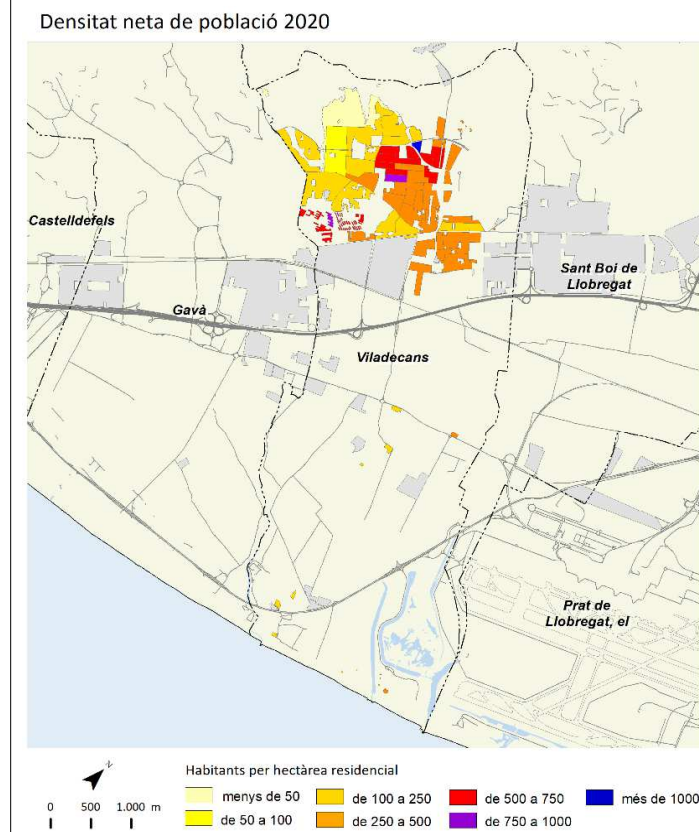 Densitat neta de població 2020
Castelldefels
Gavà
Sant Boi de
Llobregat
Viladecans
Prat de
Llobregat, el
N
0 500 1.000 m
Habitants per hectàrea residencial
menys de 50
de 100 a 250
de 500 a 750
més de 1000
de 50 a 100
de 250 a 500
de 750 a 1000